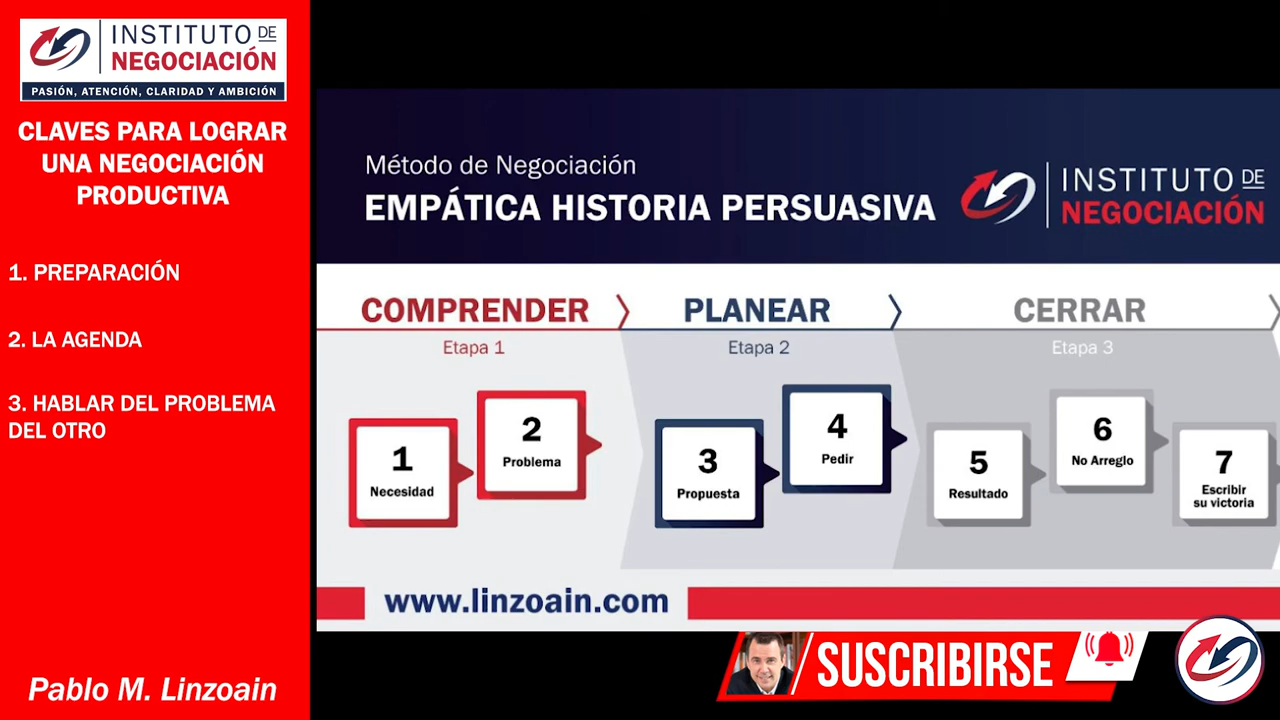 INSTITUTO DE
NEGOCIACIÓN
PASIÓN, ATENCIÓN, CLARIDAD Y AMBICIÓN
CLAVES PARA LOGRAR
UNA NEGOCIACIÓN
PRODUCTIVA
1. PREPARACIÓN
2. LA AGENDA
3. HABLAR DEL PROBLEMA
DEL OTRO
Pablo M. Linzoain
Método de Negociación
EMPÁTICA HISTORIA PERSUASIVA
INSTITUTO DE
NEGOCIACIÓN
COMPRENDER
Etapa 1
PLANEAR
Etapa 2
CERRAR
Etapa 3
1
Necesidad
2
Problema
3
Propuesta
4
Pedir
5
Resultado
6
No Arreglo
7
Escribir
su victoria
www.linzoain.com
SUSCRIBIRSE